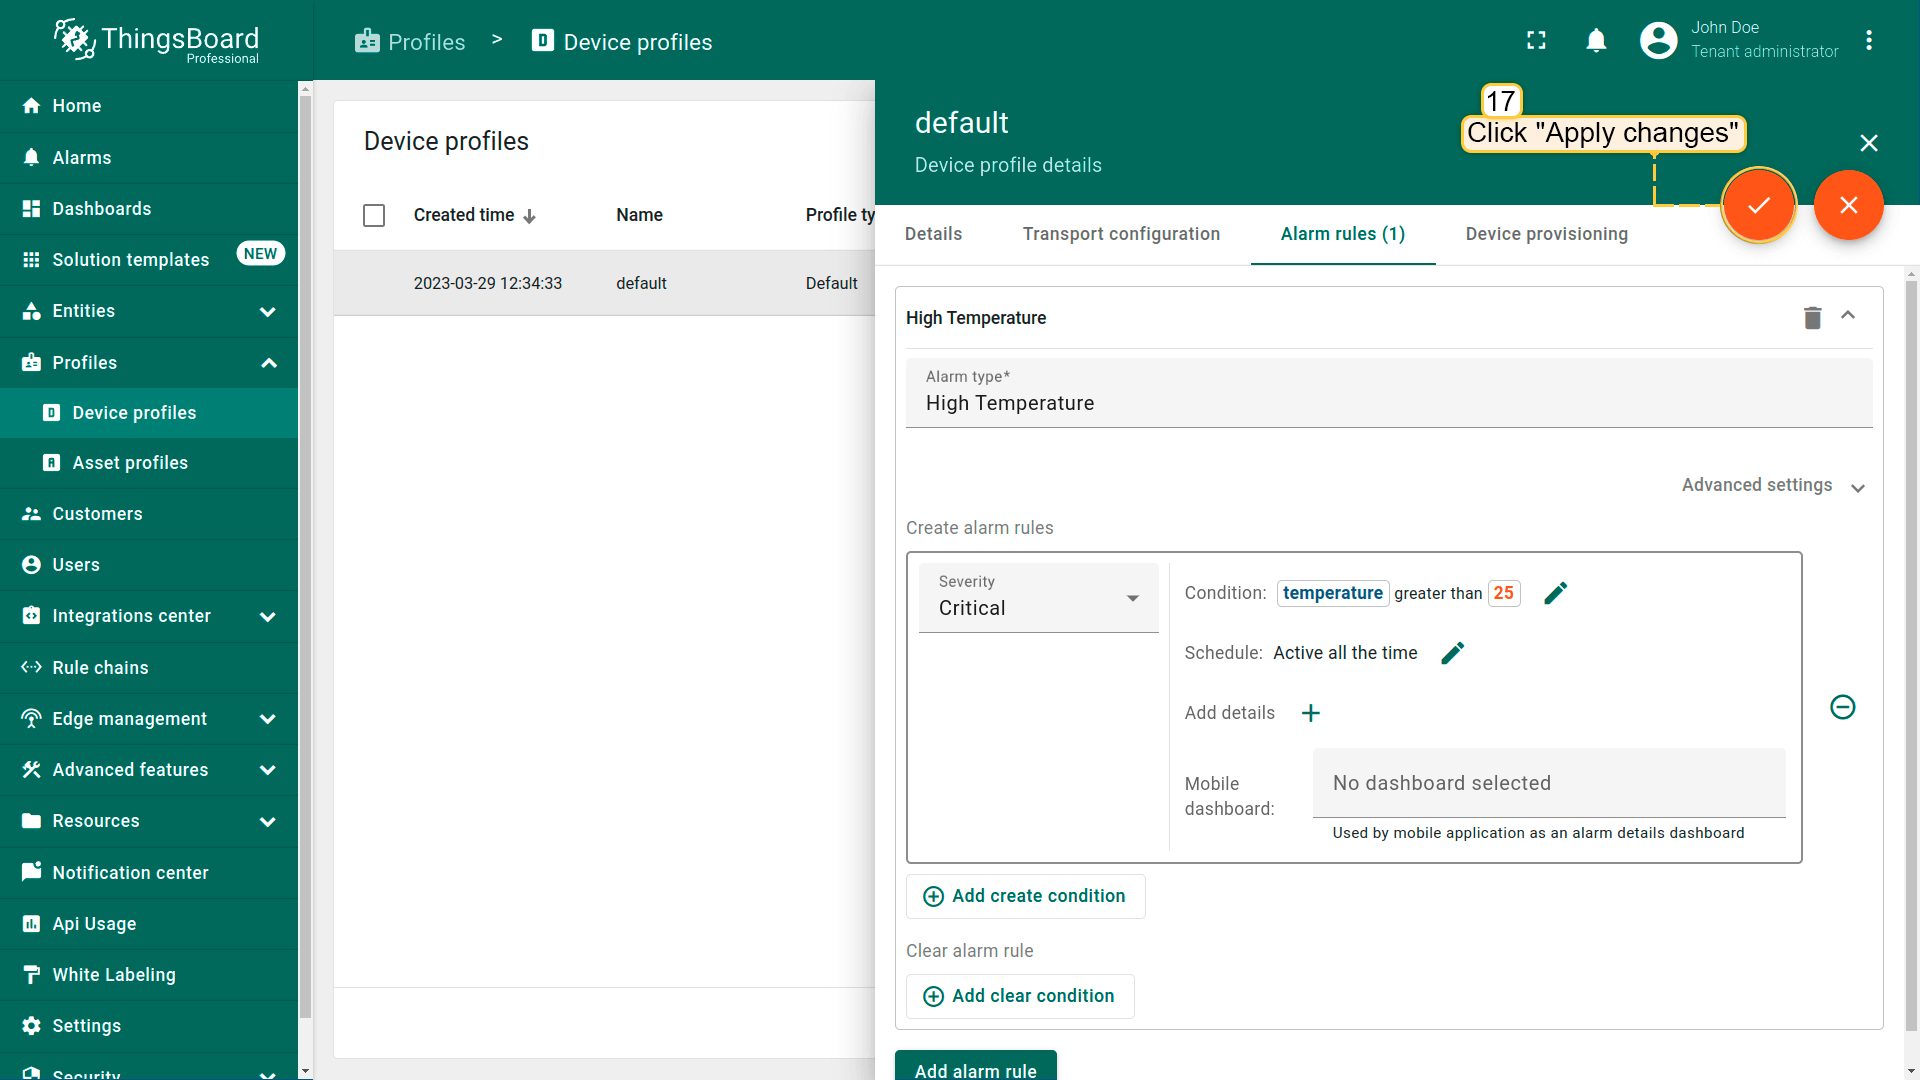 ThingsBoard
Professional
Profiles > Device profiles
John Doe
Tenant administrator
Home
Alarms
Dashboards
Solution templates NEW
Entities
Profiles
Device profiles
Asset profiles
Customers
Users
Integrations center
Rule chains
Edge management
Advanced features
Resources
Notification center
Api Usage
White Labeling
Settings
Security
Device profiles
Created time Name Profile ty
2023-03-29 12:34:33 default Default
default
Device profile details
17
Click "Apply changes"
Details Transport configuration Alarm rules (1) Device provisioning
High Temperature
Alarm type*
High Temperature
Advanced settings
Create alarm rules
Severity
Critical
Condition: temperature greater than 25
Schedule: Active all the time
Add details
Mobile
dashboard:
No dashboard selected
Used by mobile application as an alarm details dashboard
Add create condition
Clear alarm rule
Add clear condition
Add alarm rule